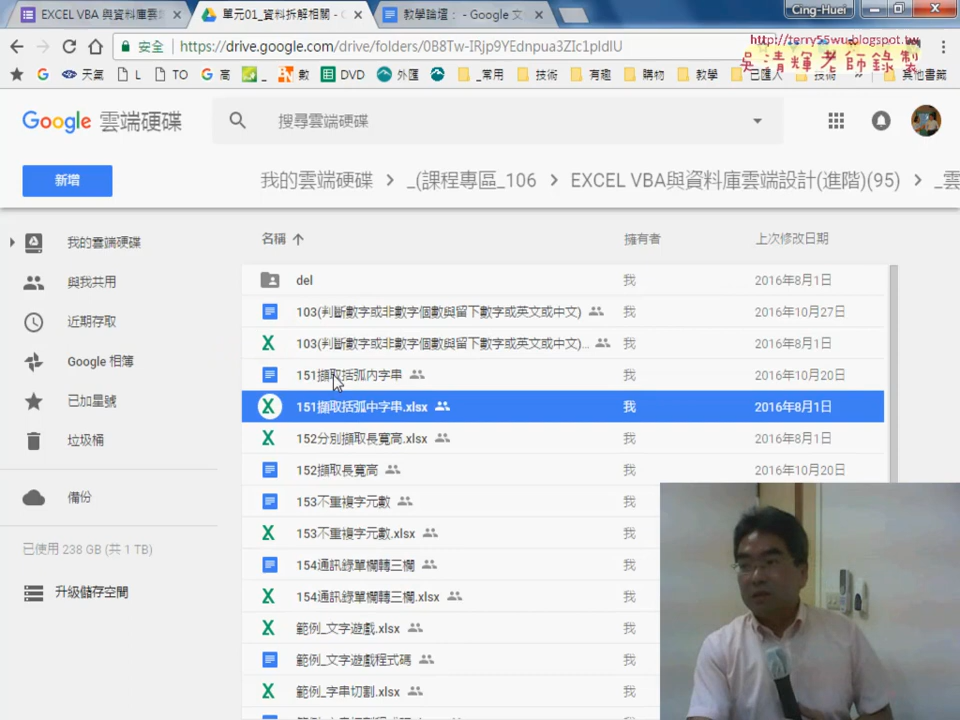 EXCEL VBA 與資料庫雲端
單元01_資料拆解相關 -
教學論壇： - Google 文
Cing-Huei
安全
https://drive.google.com/drive/folders/0B8Tw-IRjp9YEdnpua3ZIc1pldlU
http://terry55wu.blogspot.tw
吳清輝老師錄製
天氣
L
TO
高
數
DVD
外匯
_常用
技術
有趣
購物
教學
已匯入
技術
其他書籤
Google 雲端硬碟
搜尋雲端硬碟
新增
我的雲端硬碟 > _(課程專區_106 > EXCEL VBA與資料庫雲端設計(進階)(95) > _雲
我的雲端硬碟
與我共用
近期存取
Google 相簿
已加星號
垃圾桶
備份
已使用 238 GB (共 1 TB)
升級儲存空間
名稱 擁有者 上次修改日期
del 我 2016年8月1日
103(判斷數字或非數字個數與留下數字或英文或中文) 我 2016年10月27日
103(判斷數字或非數字個數與留下數字或英文或中文)... 我 2016年8月1日
151擷取括弧內字串 我 2016年10月20日
151擷取括弧中字串.xlsx 我 2016年8月1日
152分別擷取長寬高.xlsx 我 2016年8月1日
152擷取長寬高 我 2016年10月20日
153不重複字元數 我
153不重複字元數.xlsx 我
154通訊錄單欄轉三欄 我
154通訊錄單欄轉三欄.xlsx 我
範例_文字遊戲.xlsx 我
範例_文字遊戲程式碼 我
範例_字串切割.xlsx 我